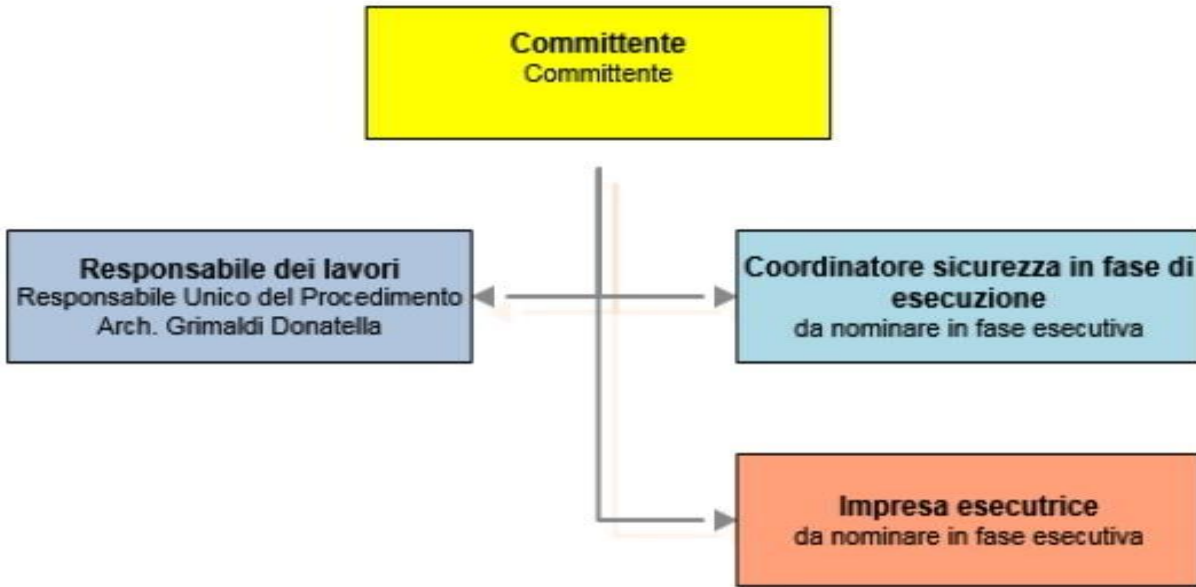 Committente
Committente
Responsabile dei lavori
Responsabile Unico del Procedimento
Arch. Grimaldi Donatella
Coordinatore sicurezza in fase di
esecuzione
da nominare in fase esecutiva
Impresa esecutrice
da nominare in fase esecutiva